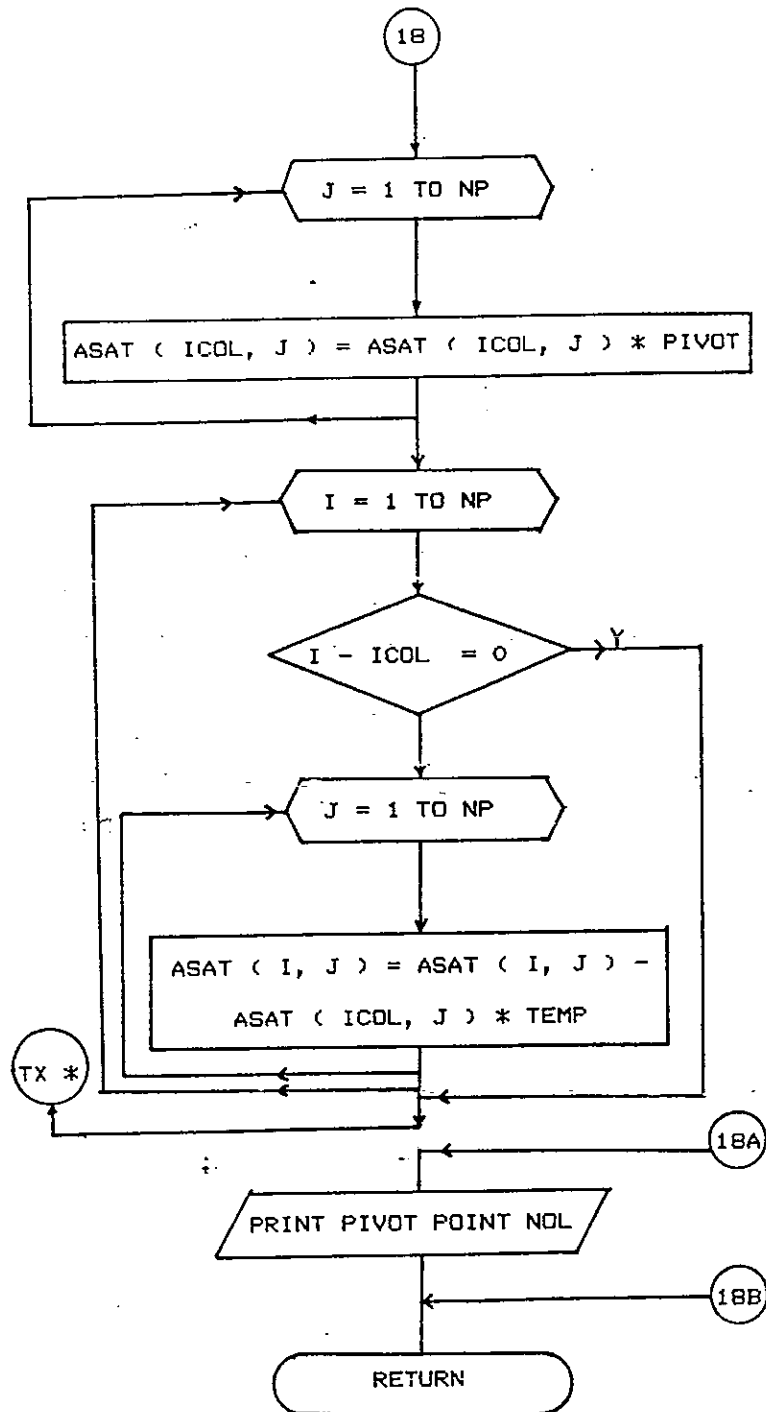 18
J = 1 TO NP
ASAT ( ICOL, J ) = ASAT ( ICOL, J ) * PIVOT
I = 1 TO NP
I - ICOL = 0
Y
J = 1 TO NP
ASAT ( I, J ) = ASAT ( I, J ) -
ASAT ( ICOL, J ) * TEMP
TX *
18A
PRINT PIVOT POINT NOL
18B
RETURN